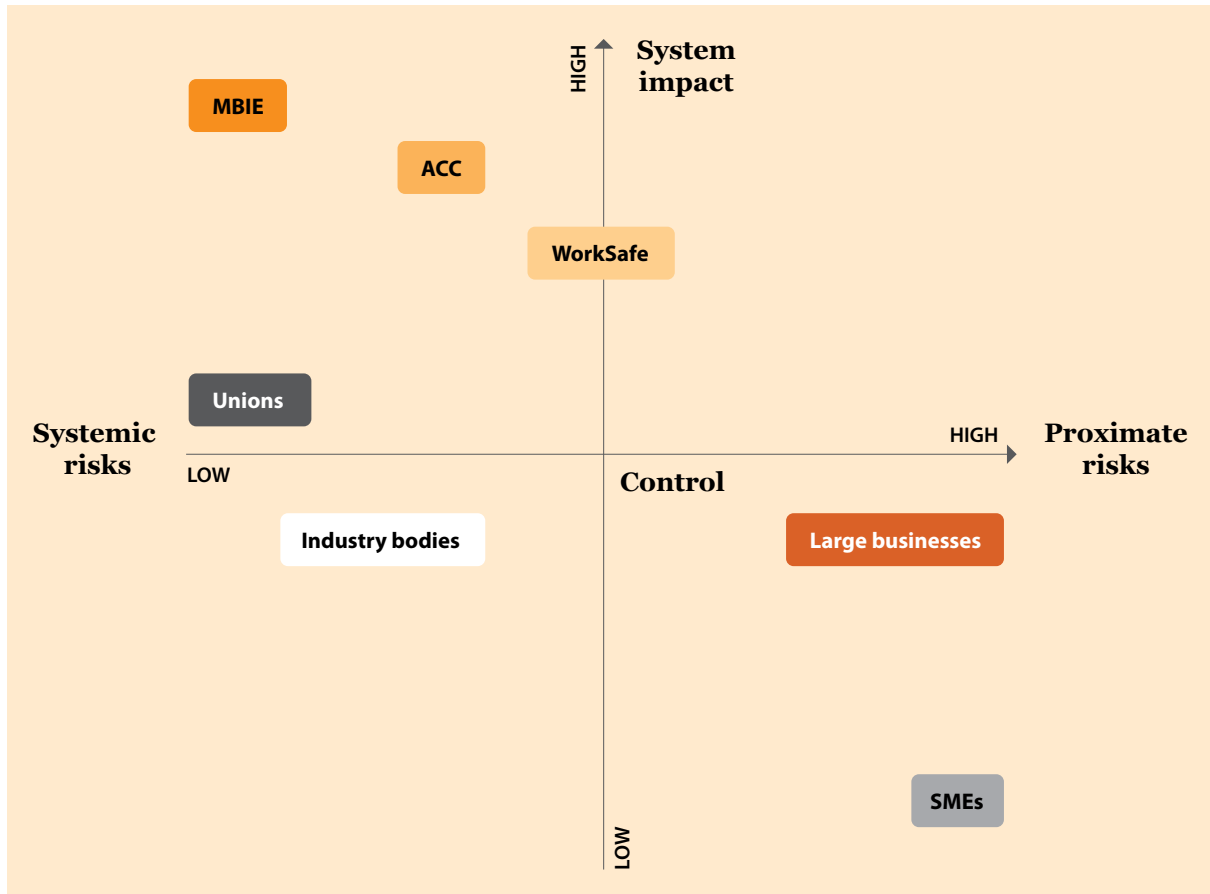 HIGH
System
impact
MBIE
ACC
WorkSafe
Unions
Systemic
risks
LOW
HIGH
Proximate
risks
Control
Industry bodies
Large businesses
SMEs
LOW